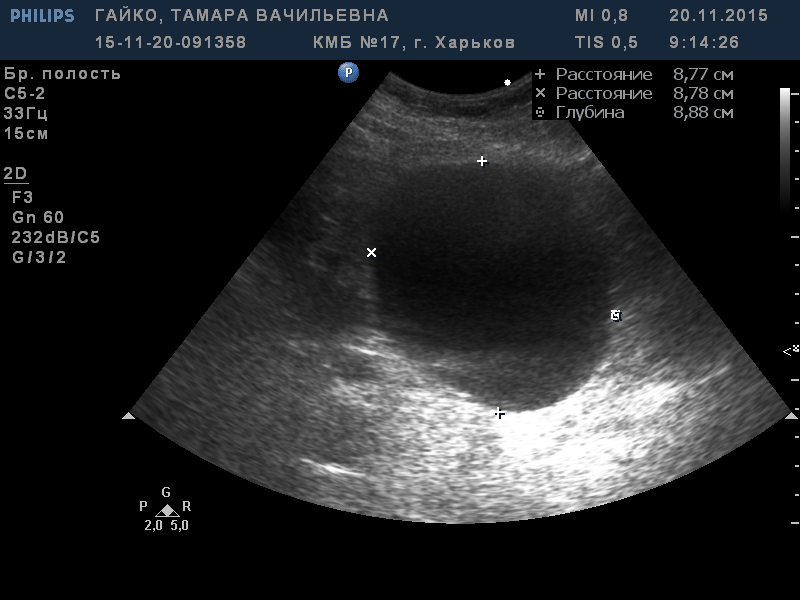 PHILIPS ГАЙКО, ТАМАРА ВАЧИЛЬЕВНА MI 0,8 20.11.2015
15-11-20-091358 КМБ №17, г. Харьков TIS 0,5 9:14:26
Бр. полость
C5-2
33Гц
15см
2D
F3
Gn 60
232dB/C5
G/3/2
P
+ Расстояние 8,77 см
× Расстояние 8,78 см
Глубина 8,88 см
G
P R
2,0 5,0